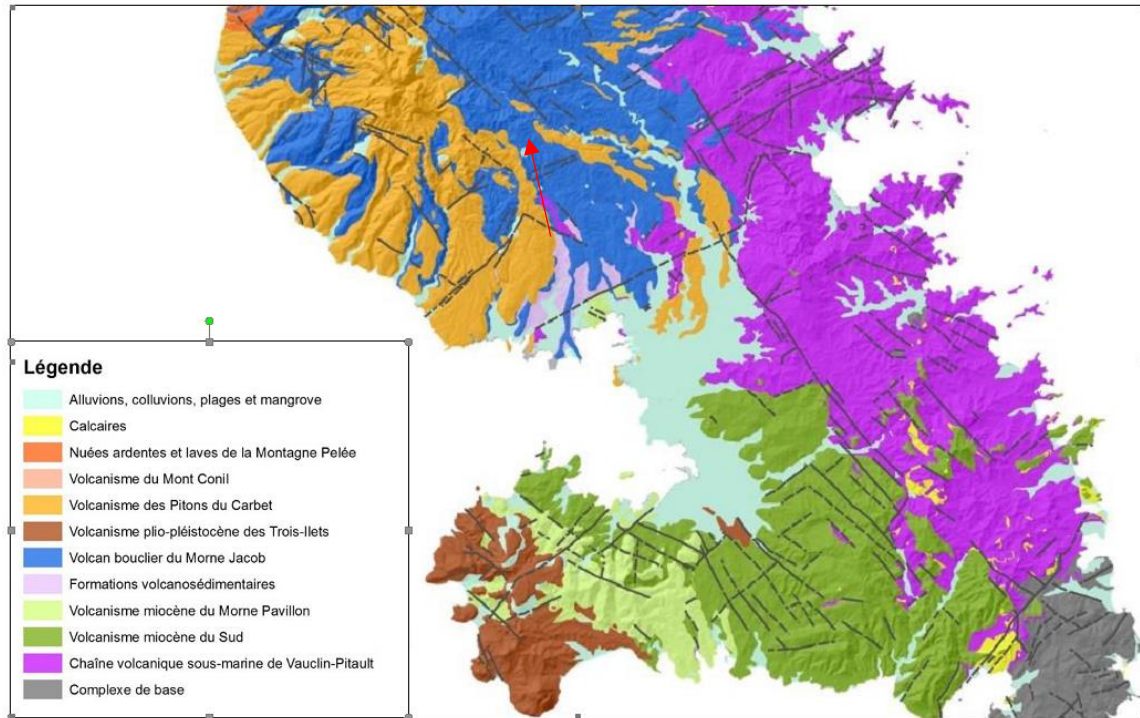 Légende
Alluvions, colluvions, plages et mangrove
Calcaires
Nuées ardentes et laves de la Montagne Pelée
Volcanisme du Mont Conil
Volcanisme des Pitons du Carbet
Volcanisme plio-pléistocène des Trois-Ilets
Volcan bouclier du Morne Jacob
Formations volcanosédimentaires
Volcanisme miocène du Morne Pavillon
Volcanisme miocène du Sud
Chaîne volcanique sous-marine de Vauclin-Pitault
Complexe de base